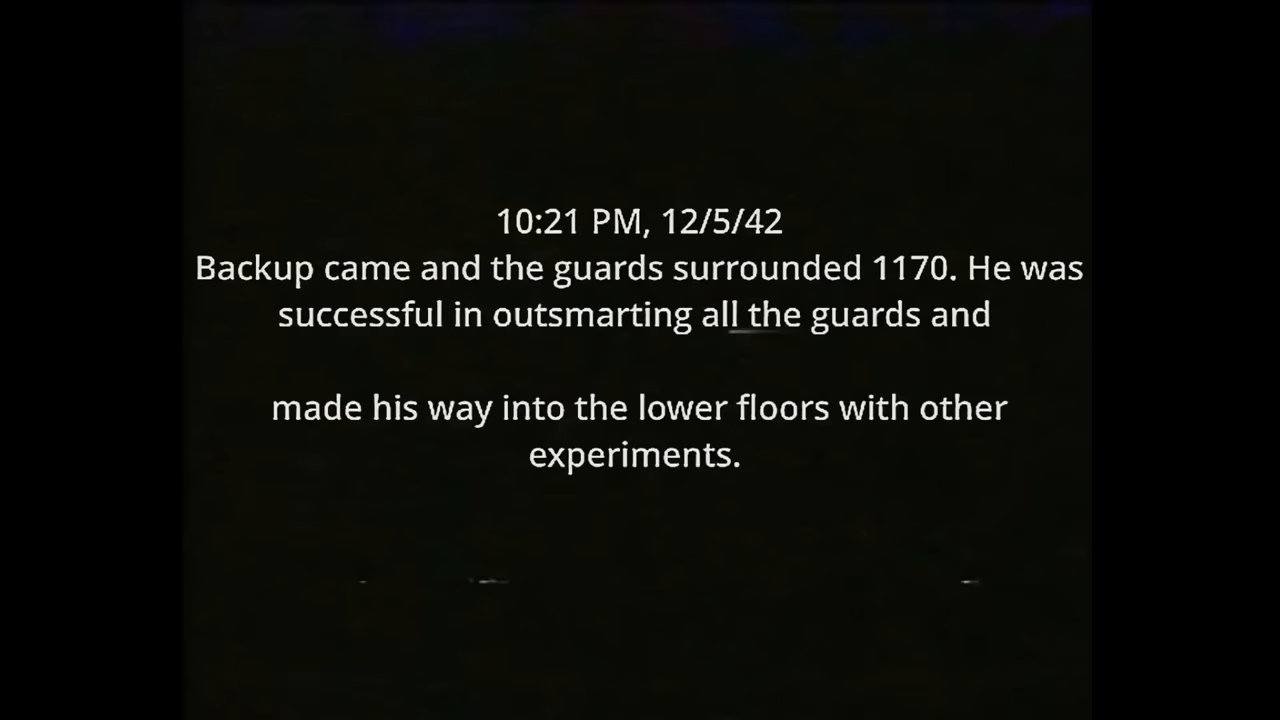 10:21 PM, 12/5/42
Backup came and the guards surrounded 1170. He was
successful in outsmarting all the guards and
made his way into the lower floors with other
experiments.